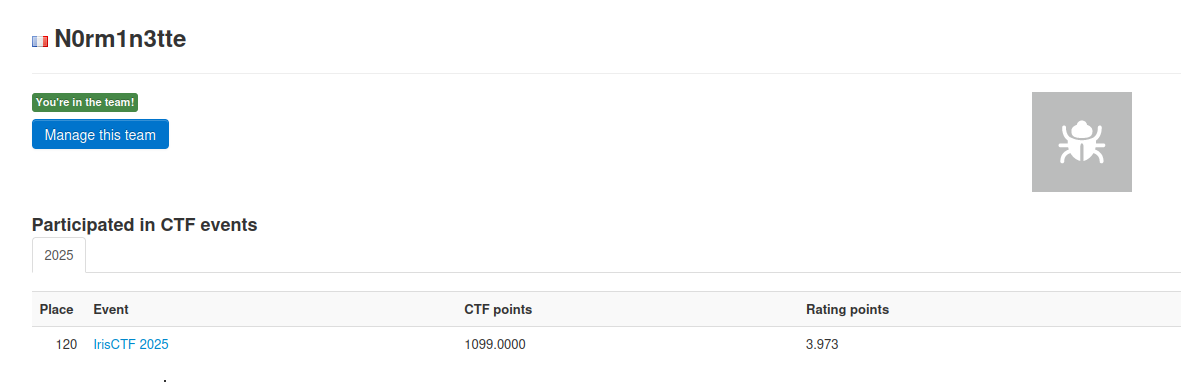 N0rm1n3tte
You're in the team!
Manage this team
Participated in CTF events
2025
Place Event CTF points Rating points
120 IrisCTF 2025 1099.0000 3.973